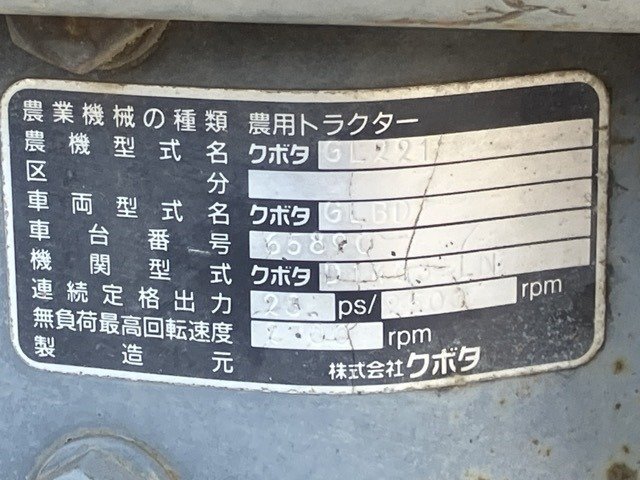 農業機械の種類 農用トラクター
農機型式名 クボタ GL221
区分
車両型式名 クボタ GLBD
車台番号
機関型式 クボタ
連続定格出力 ps/ rpm
無負荷最高回転速度 rpm
製造元 株式会社クボタ